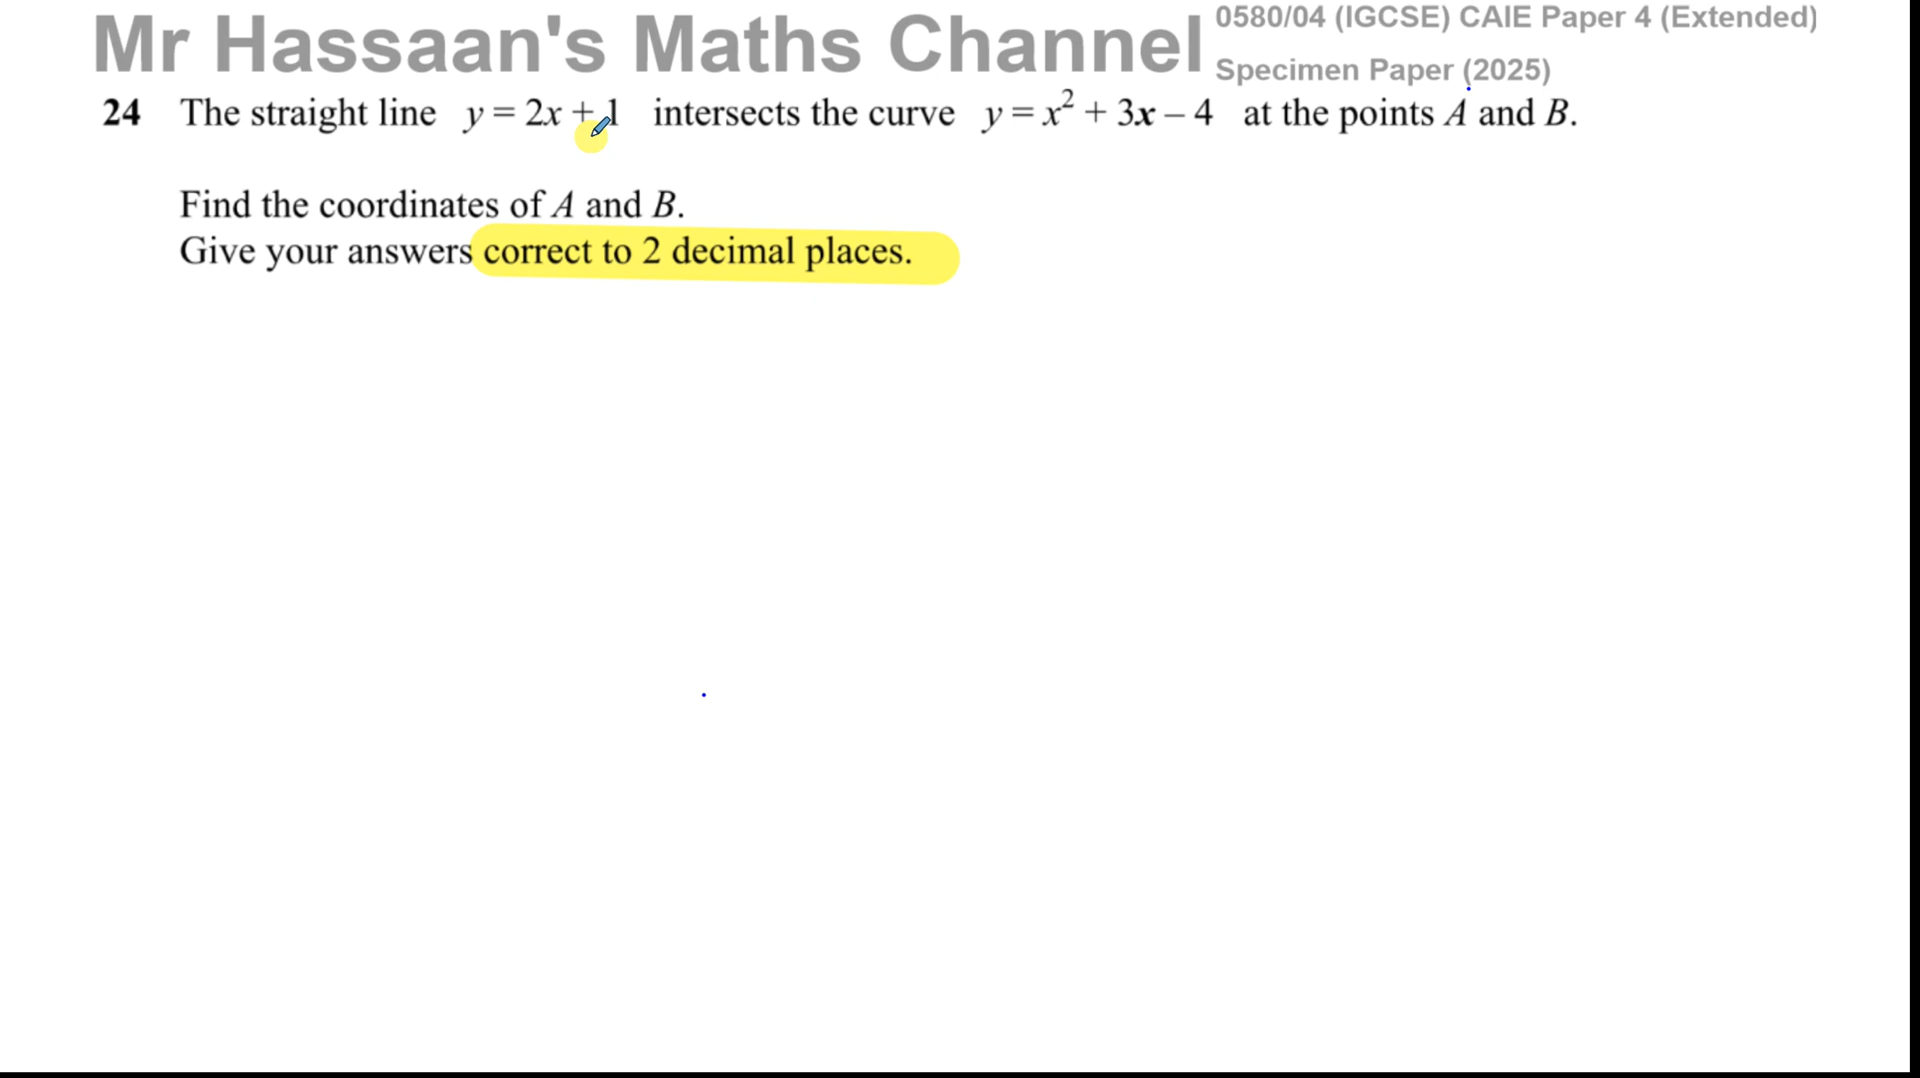 Mr Hassaan's Maths Channel
0580/04 (IGSCE) CAIE Paper 4 (Extended)
Specimen Paper (2025)
24 The straight line y = 2x + 1 intersects the curve y = x² + 3x – 4 at the points A and B.
Find the coordinates of A and B.
Give your answers correct to 2 decimal places.